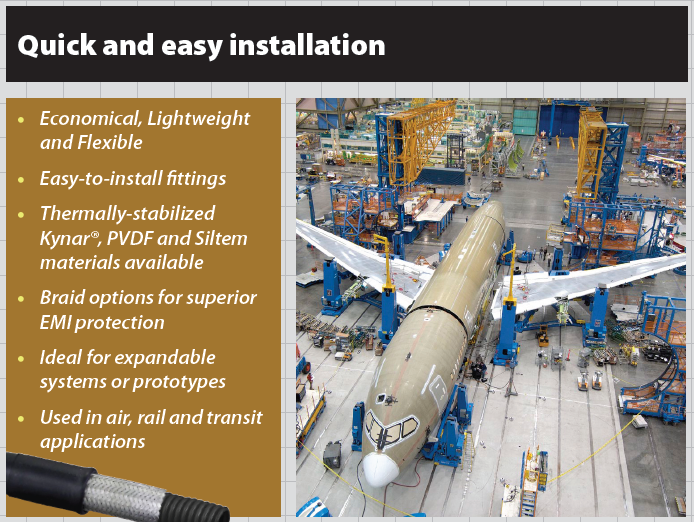 Quick and easy installation
• Economical, Lightweight
and Flexible
• Easy-to-install fittings
• Thermally-stabilized
Kynar®, PVDF and Siltem
materials available
• Braid options for superior
EMI protection
• Ideal for expandable
systems or prototypes
• Used in air, rail and transit
applications